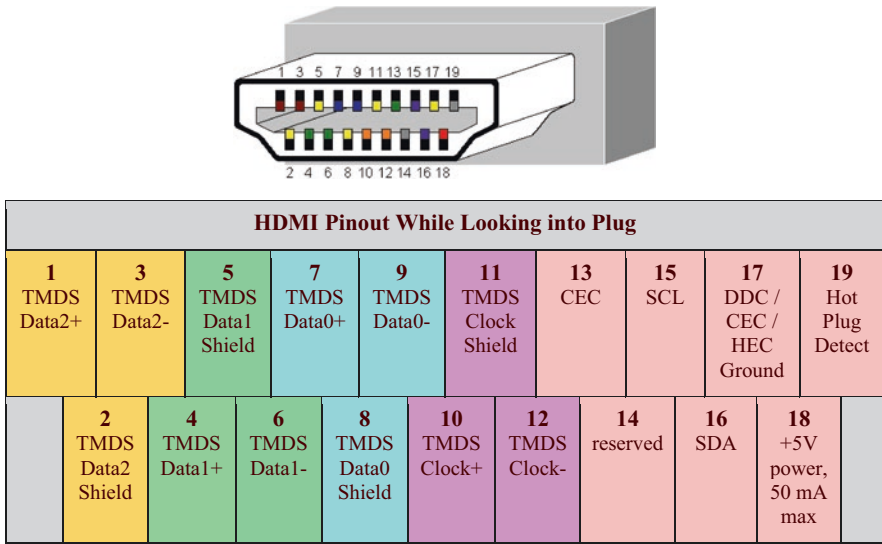 1 3 5 7 9 11 13 15 17 19
2 4 6 8 10 12 14 16 18
HDMI Pinout While Looking into Plug
1 3 5 7 9 11 13 15 17 19
TMDS TMDS TMDS TMDS TMDS TMDS CEC SCL DDC / Hot
Data2+ Data2- Data1 Data0+ Data0- Clock CEC / Plug
Shield Shield HEC Detect
Ground
2 4 6 8 10 12 14 16 18
TMDS TMDS TMDS TMDS TMDS TMDS reserved SDA +5V
Data2 Data1+ Data1- Data0 Clock+ Clock- power,
Shield Shield 50 mA
max